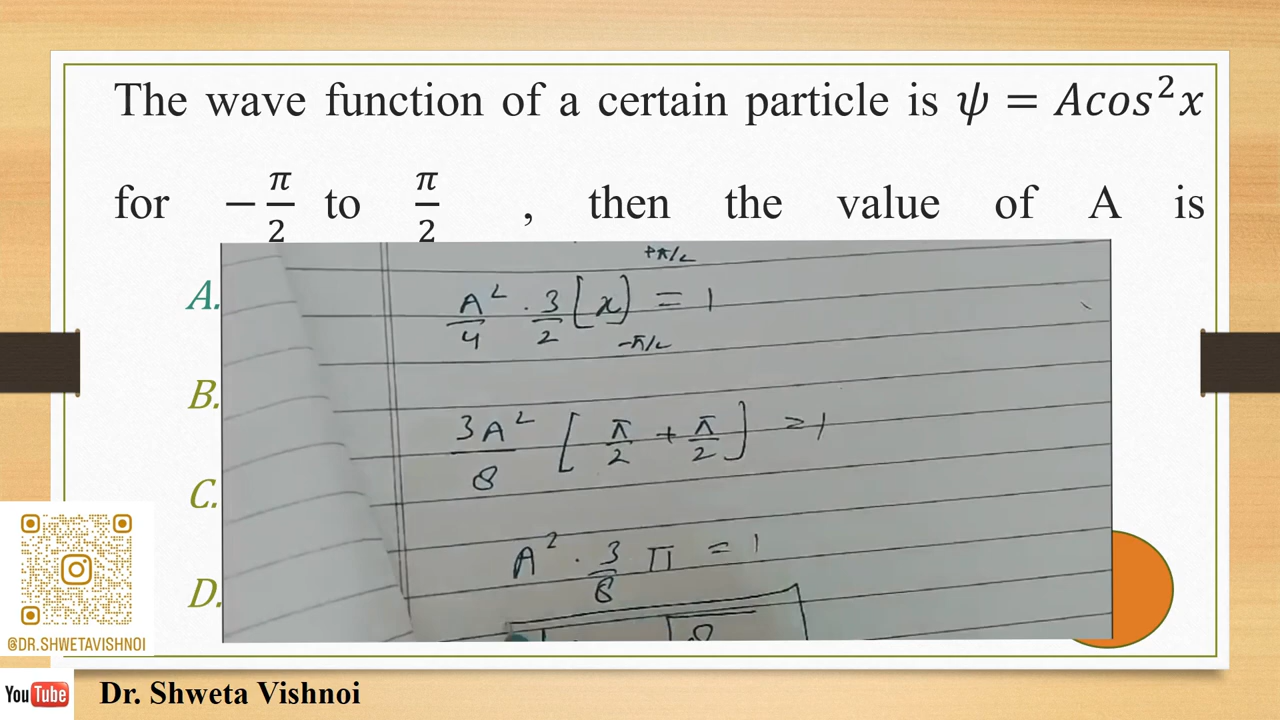 The wave function of a certain particle is ψ = Acos²x
for −π/2 to π/2 , then the value of A is
A.
+π/2
A²/4 · 3/2 [x] = 1
−π/2
B.
3A²/8 [π/2 + π/2] = 1
C.
A² · 3/8 π = 1
D.
8
@DR.SHWETAVISHNOI
YouTube Dr. Shweta Vishnoi